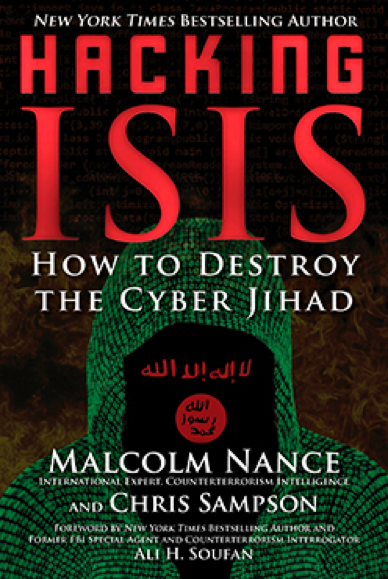 New York Times Bestselling Author
HACKING
ISIS
How to Destroy
the Cyber Jihad
لا إله إلا الله
الله
رسول
محمد
Malcolm Nance
International Expert, Counterterrorism Intelligence
and Chris Sampson
Foreword by New York Times Bestselling Author and
Former FBI Special Agent and Counterterrorism Interrogator
Ali H. Soufan